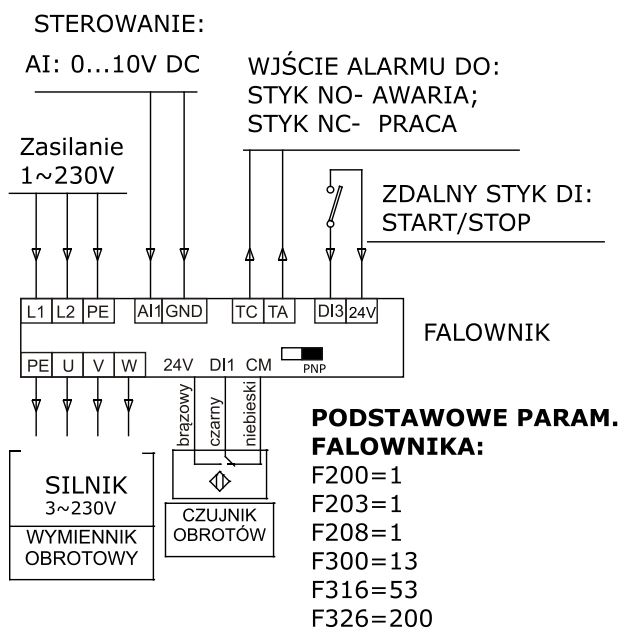 STEROWANIE:
AI: 0...10V DC
WJŚCIE ALARMU DO:
STYK NO- AWARIA;
STYK NC- PRACA
Zasilanie
1~230V
ZDALNY STYK DI:
START/STOP
L1 L2 PE AI1 GND TC TA DI3 24V
FALOWNIK
PE U V W 24V DI1 CM PNP
brązowy
czarny
niebieski
SILNIK
3~230V
WYMIENNIK
OBROTOWY
CZUJNIK
OBROTÓW
PODSTAWOWE PARAM.
FALOWNIKA:
F200=1
F203=1
F208=1
F300=13
F316=53
F326=200